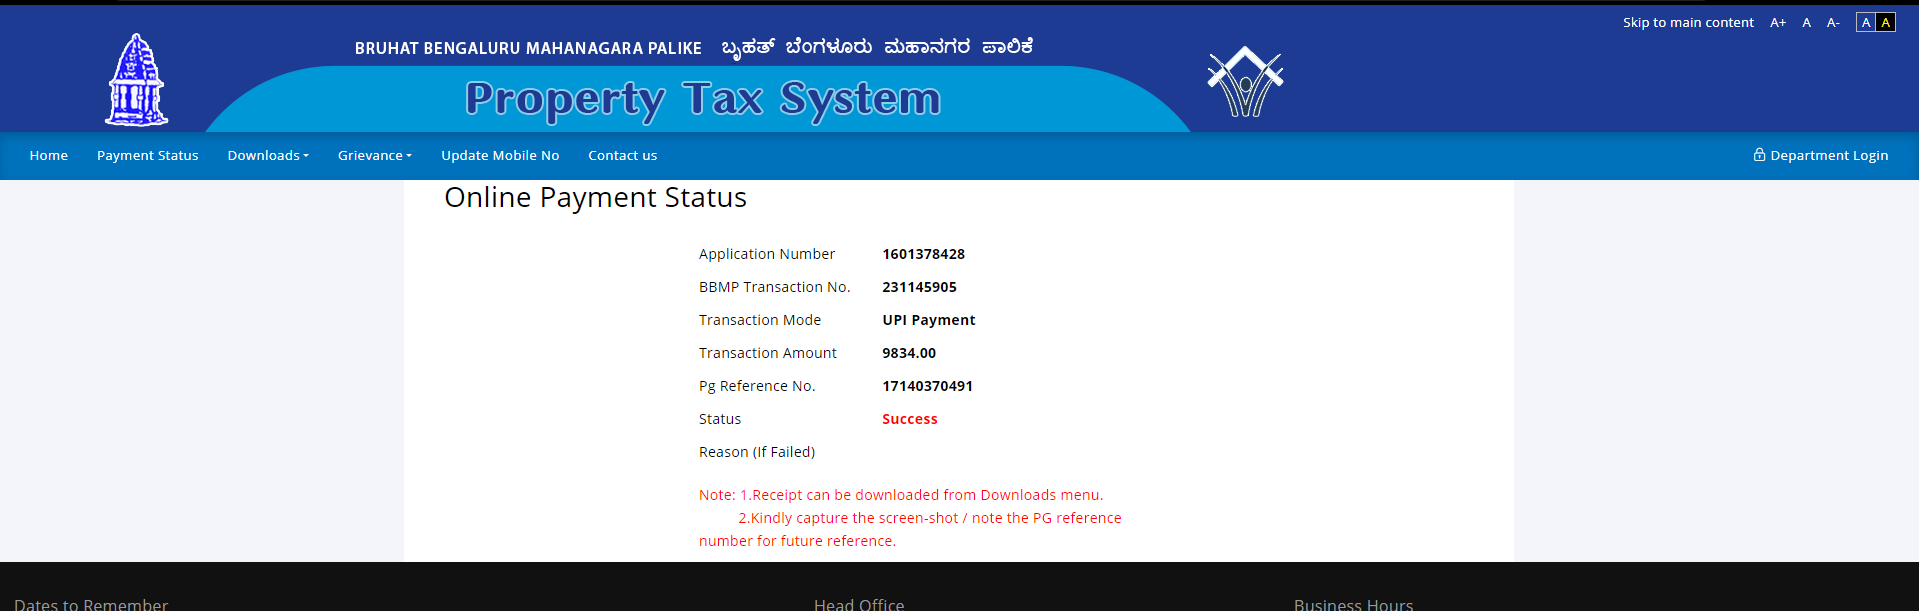 Skip to main content A+ A A- A A
BRUHAT BENGALURU MAHANAGARA PALIKE ಬೃಹತ್ ಬೆಂಗಳೂರು ಮಹಾನಗರ ಪಾಲಿಕೆ
Property Tax System
Home Payment Status Downloads Grievance Update Mobile No Contact us Department Login
Online Payment Status
Application Number 1601378428
BBMP Transaction No. 231145905
Transaction Mode UPI Payment
Transaction Amount 9834.00
Pg Reference No. 17140370491
Status Success
Reason (If Failed)
Note: 1.Receipt can be downloaded from Downloads menu.
2.Kindly capture the screen-shot / note the PG reference
number for future reference.
Dates to Remember Head Office Business Hours